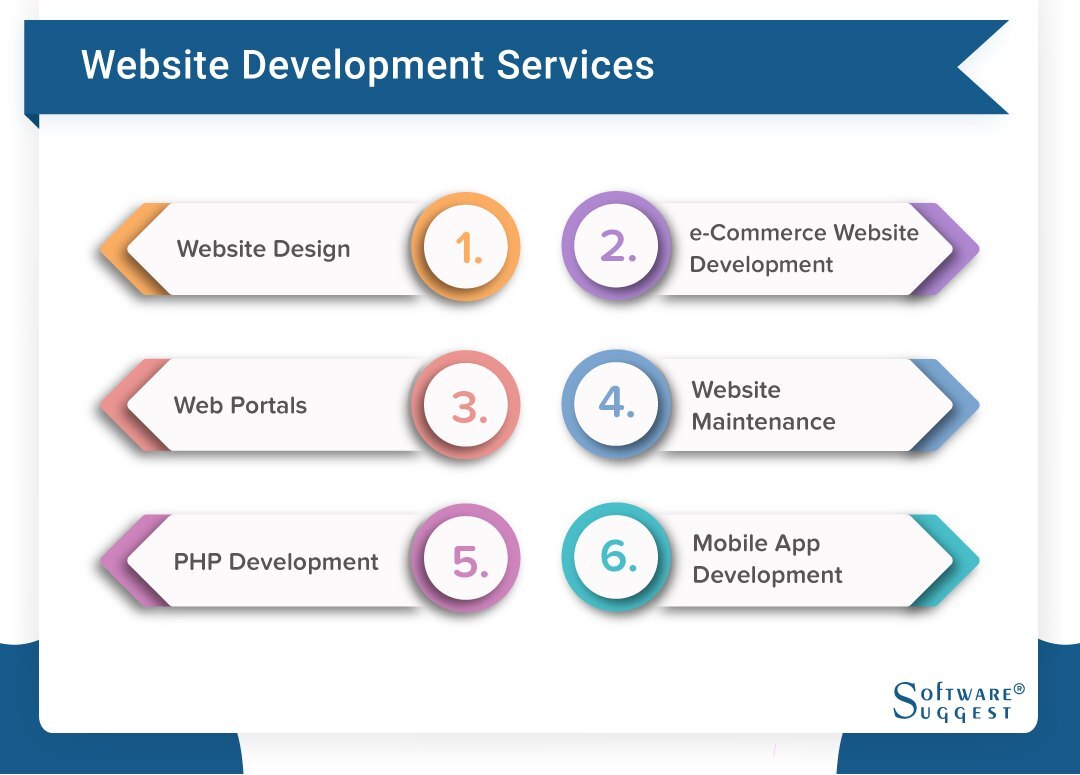 Website Development Services
Website Design
1.
2.
e-Commerce Website
Development
Web Portals
3.
4.
Website
Maintenance
PHP Development
5.
6.
Mobile App
Development
SOFTWARE®
SUGGEST